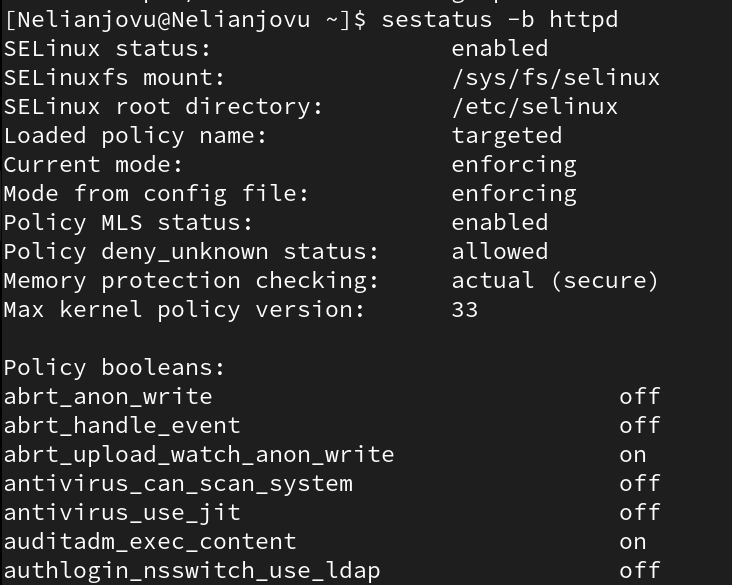 [Nelianjovu@Nelianjovu ~]$ sestatus -b httpd
SELinux status:                 enabled
SELinuxfs mount:                /sys/fs/selinux
SELinux root directory:         /etc/selinux
Loaded policy name:             targeted
Current mode:                   enforcing
Mode from config file:          enforcing
Policy MLS status:              enabled
Policy deny_unknown status:     allowed
Memory protection checking:     actual (secure)
Max kernel policy version:      33

Policy booleans:
abrt_anon_write                             off
abrt_handle_event                           off
abrt_upload_watch_anon_write                on
antivirus_can_scan_system                   off
antivirus_use_jit                           off
auditadm_exec_content                       on
authlogin_nsswitch_use_ldap                 off